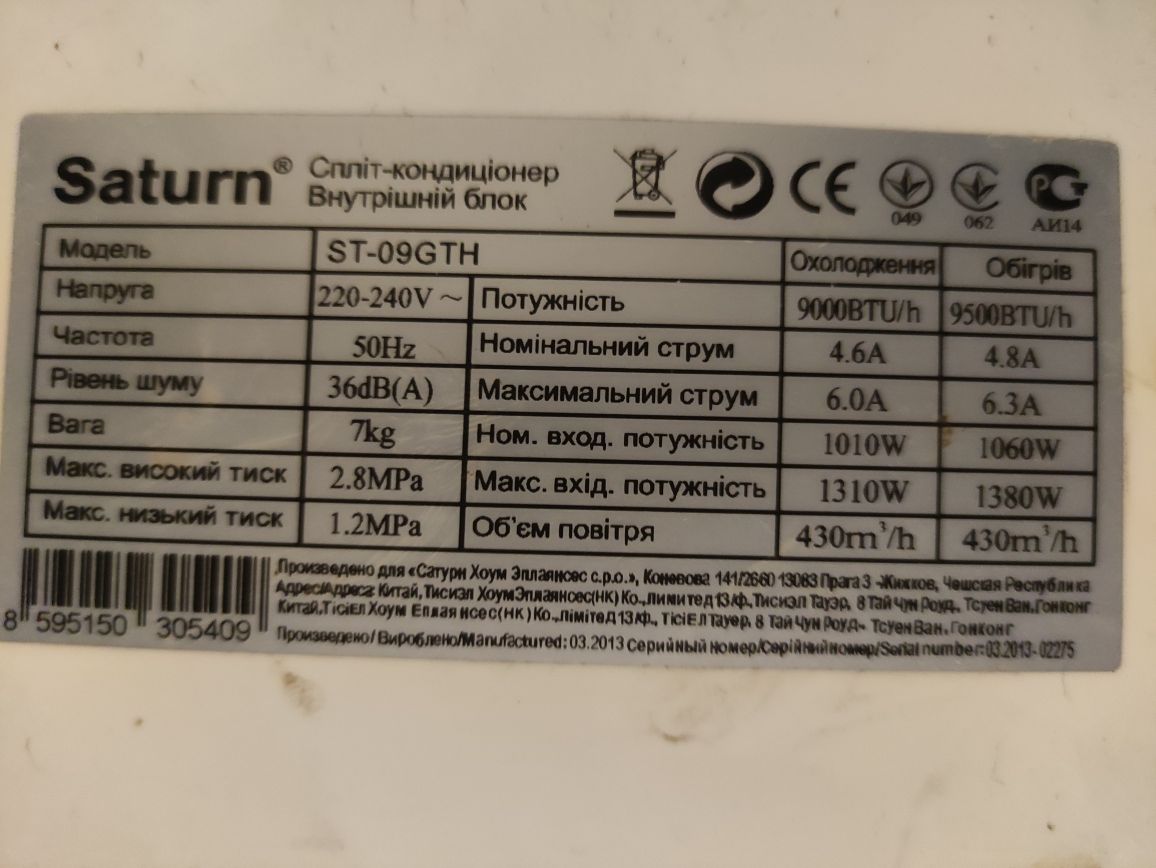 Saturn® Спліт-кондиціонер
Внутрішній блок
049 062 АИ14
Модель ST-09GTH Охолодження Обігрів
Напруга 220-240V ~ Потужність 9000BTU/h 9500BTU/h
Частота 50Hz Номінальний струм 4.6A 4.8A
Рівень шуму 36dB(A) Максимальний струм 6.0A 6.3A
Вага 7kg Ном. вход. потужність 1010W 1060W
Макс. високий тиск 2.8MPa Макс. вхід. потужність 1310W 1380W
Макс. низький тиск 1.2MPa Об'єм повітря 430m³/h 430m³/h
Произведено для «Сатурн Хоум Эплаянсес с.р.о.», Коневова 141/2660 13083 Прага 3 -Жижков, Чешская Республика
Адрес/Адреса: Китай, Тисиэл Хоум Эплаянсес(НК) Ко.,Лимитед 13/ф.,Тисиэл Тауэр, 8 Тай Чун Роуд., Тсуен Ван.Гонконг
Китай,ТісіЕл Хоум Еплаянсес(НК) Ко.,Лімітед 13/ф., ТісіЕл Тауер, 8 Тай Чун Роуд- Тсуен Ван.Гонконг
Произведено/ Вироблено/Manufactured: 03.2013 Серийный номер/Серійний номер/Serial number:03.2013-02275
8 595150 305409